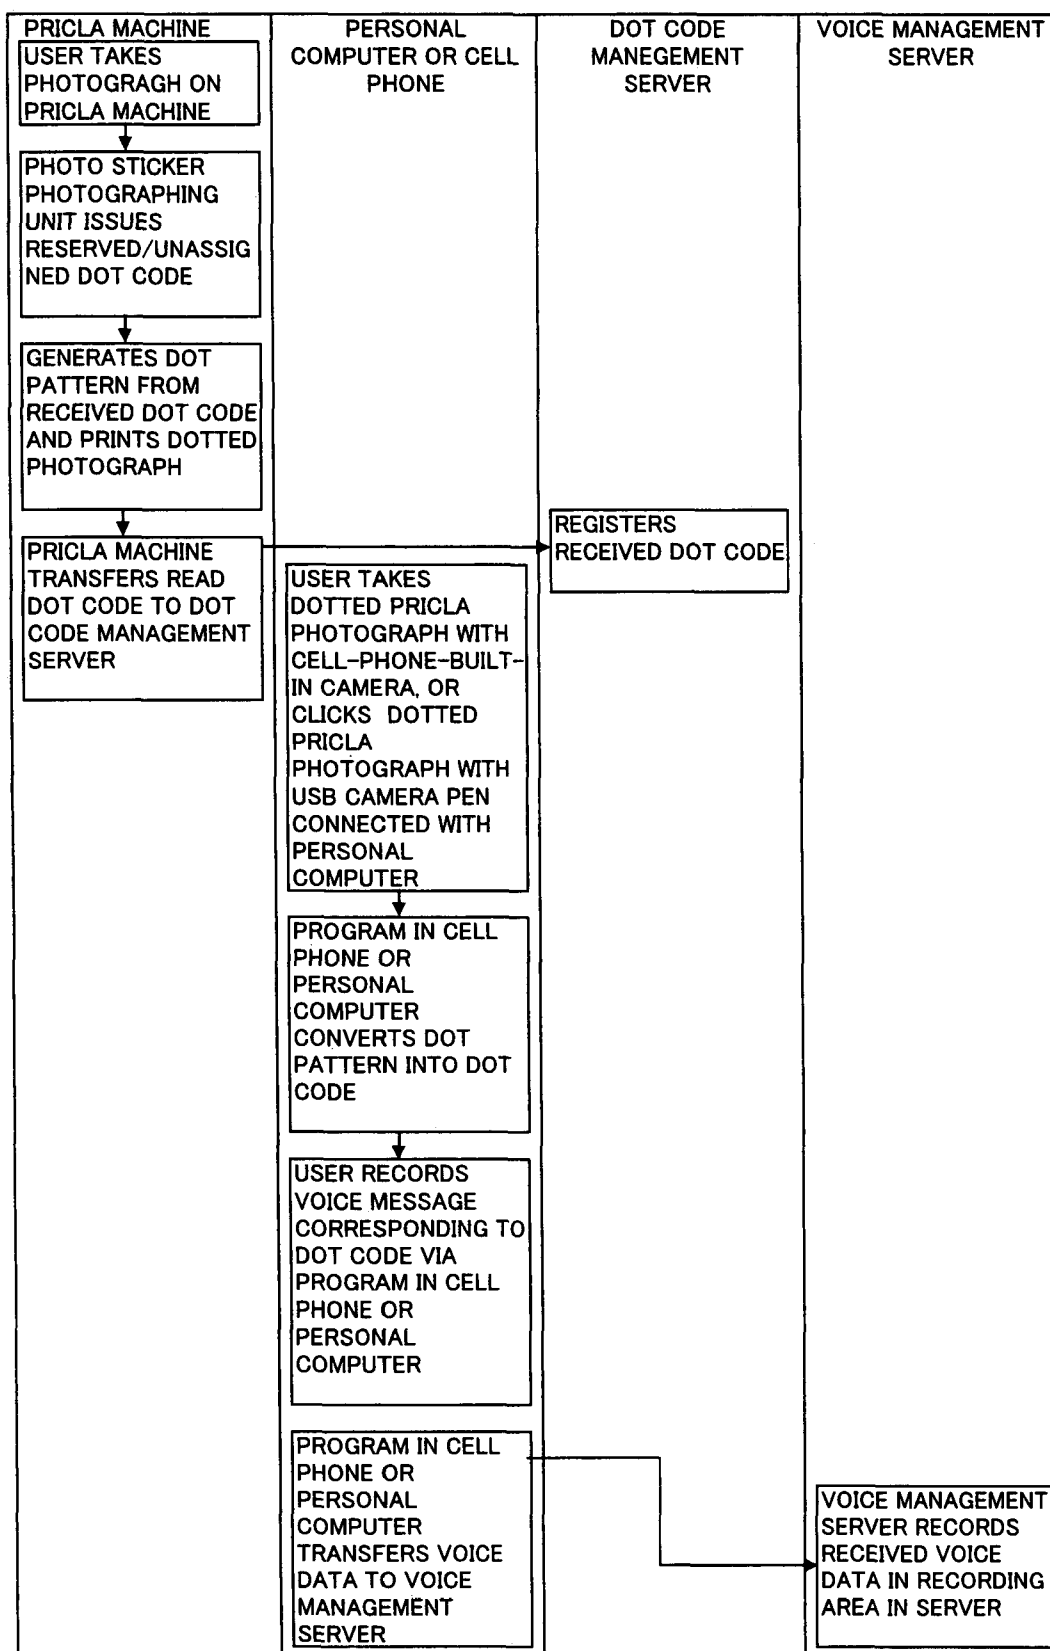 PRICLA MACHINE
USER TAKES
PHOTOGRAGH ON
PRICLA MACHINE
PHOTO STICKER
PHOTOGRAPHING
UNIT ISSUES
RESERVED/UNASSIG
NED DOT CODE
GENERATES DOT
PATTERN FROM
RECEIVED DOT CODE
AND PRINTS DOTTED
PHOTOGRAPH
PRICLA MACHINE
TRANSFERS READ
DOT CODE TO DOT
CODE MANAGEMENT
SERVER
PERSONAL
COMPUTER OR CELL
PHONE
USER TAKES
DOTTED PRICLA
PHOTOGRAPH WITH
CELL-PHONE-BUILT-
IN CAMERA, OR
CLICKS DOTTED
PRICLA
PHOTOGRAPH WITH
USB CAMERA PEN
CONNECTED WITH
PERSONAL
COMPUTER
PROGRAM IN CELL
PHONE OR
PERSONAL
COMPUTER
CONVERTS DOT
PATTERN INTO DOT
CODE
USER RECORDS
VOICE MESSAGE
CORRESPONDING TO
DOT CODE VIA
PROGRAM IN CELL
PHONE OR
PERSONAL
COMPUTER
PROGRAM IN CELL
PHONE OR
PERSONAL
COMPUTER
TRANSFERS VOICE
DATA TO VOICE
MANAGEMENT
SERVER
DOT CODE
MANEGEMENT
SERVER
REGISTERS
RECEIVED DOT CODE
VOICE MANAGEMENT
SERVER
VOICE MANAGEMENT
SERVER RECORDS
RECEIVED VOICE
DATA IN RECORDING
AREA IN SERVER